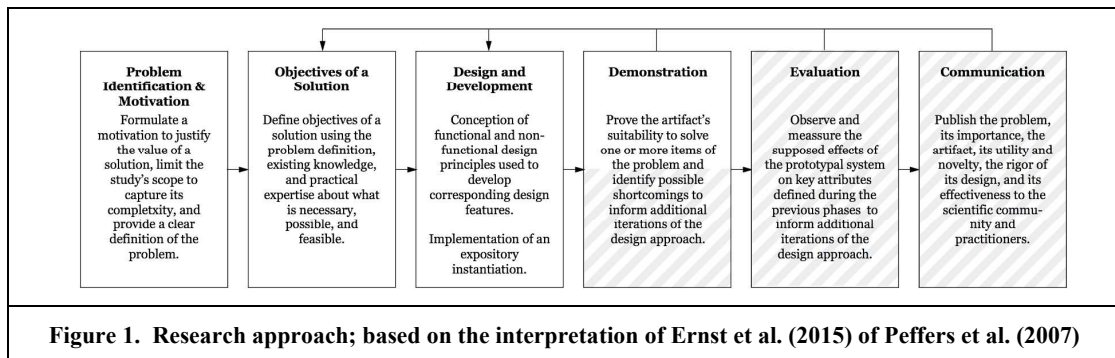 Problem
Identification &
Motivation
Formulate a
motivation to justify
the value of a
solution, limit the
study's scope to
capture its
completxity, and
provide a clear
definition of the
problem.
Objectives of a
Solution
Define objectives of a
solution using the
problem definition,
existing knowledge,
and practical
expertise about what
is necessary,
possible, and
feasible.
Design and
Development
Conception of
functional and non-
functional design
principles used to
develop
corresponding design
features.
Implementation of an
expository
instantiation.
Demonstration
Prove the artifact's
suitability to solve
one or more items of
the problem and
identify possible
shortcomings to
inform additional
iterations of the
design approach.
Evaluation
Observe and
meassure the
supposed effects of
the prototypal system
on key attributes
defined during the
previous phases to
inform additional
iterations of the
design approach.
Communication
Publish the problem,
its importance, the
artifact, its utility and
novelty, the rigor of
its design, and its
effectiveness to the
scientific commu-
nity and
practitioners.
Figure 1. Research approach; based on the interpretation of Ernst et al. (2015) of Peffers et al. (2007)